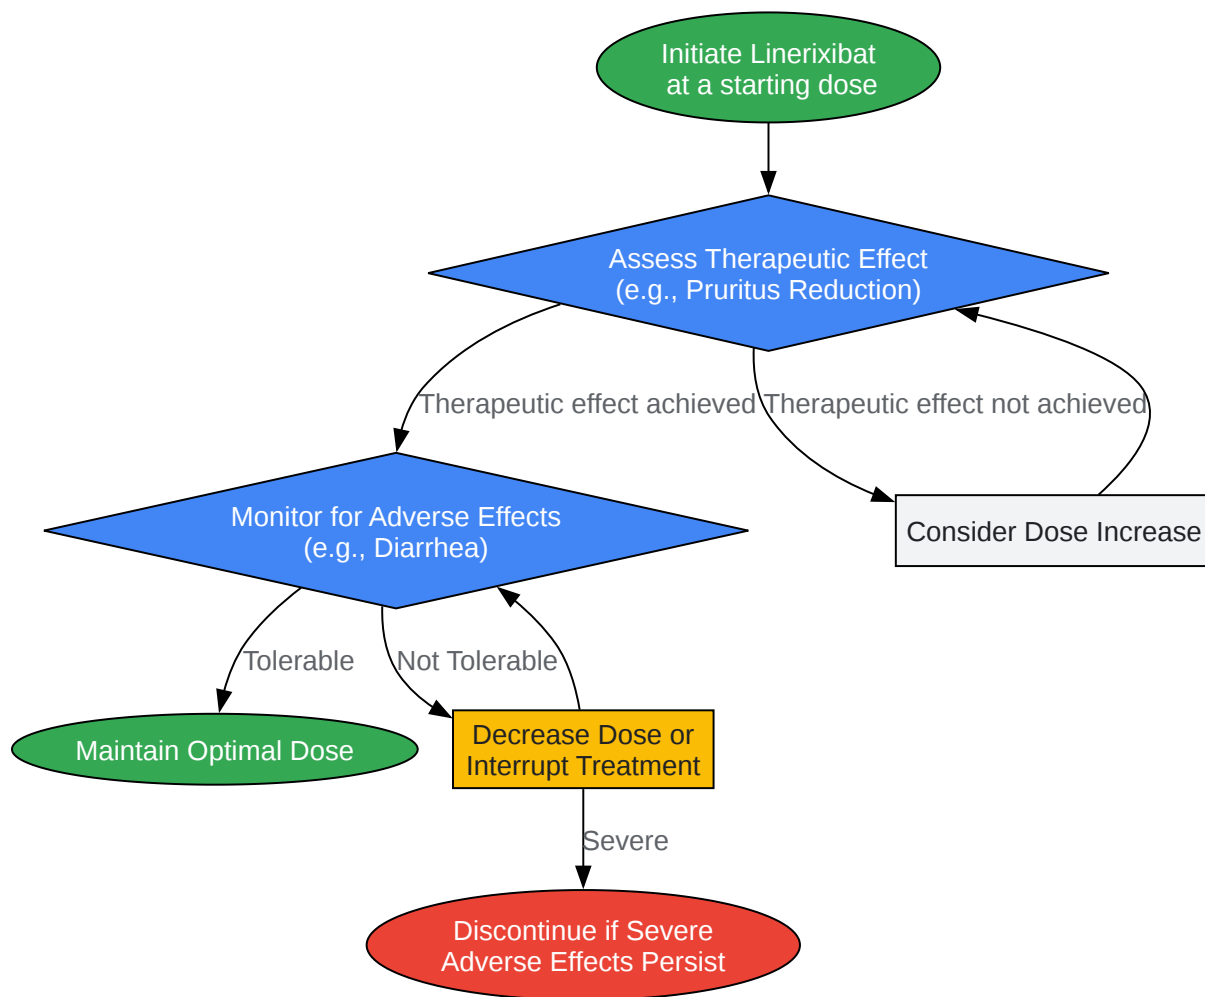 Initiate Linerixibat
at a starting dose
Assess Therapeutic Effect
(e.g., Pruritus Reduction)
Therapeutic effect achieved
Therapeutic effect not achieved
Monitor for Adverse Effects
(e.g., Diarrhea)
Consider Dose Increase
Tolerable
Not Tolerable
Maintain Optimal Dose
Decrease Dose or
Interrupt Treatment
Severe
Discontinue if Severe
Adverse Effects Persist